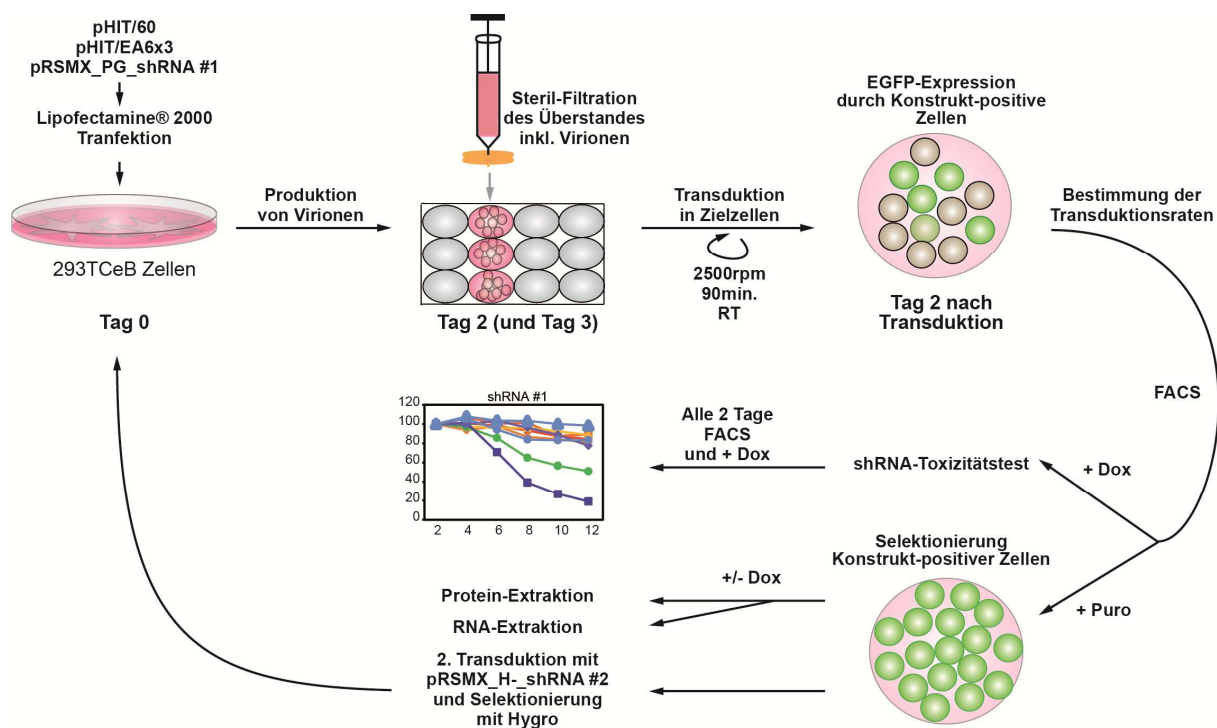 pHIT/60
pHIT/EA6x3
pRSMX_PG_shRNA #1
Lipofectamine® 2000
Tranfektion
293TCeB Zellen
Tag 0
Produktion
von Virionen
Steril-Filtration
des Überstandes
inkl. Virionen
Tag 2 (und Tag 3)
Transduktion
in Zielzellen
2500rpm
90min.
RT
EGFP-Expression
durch Konstrukt-positive
Zellen
Tag 2 nach
Transduktion
Bestimmung der
Transduktionsraten
FACS
+ Dox
+ Puro
shRNA-Toxizitätstest
Alle 2 Tage
FACS
und + Dox
shRNA #1
120
100
80
60
40
20
0
2 4 6 8 10 12
Selektionierung
Konstrukt-positiver Zellen
+/- Dox
Protein-Extraktion
RNA-Extraktion
2. Transduktion mit
pRSMX_H-_shRNA #2
und Selektionierung
mit Hygro